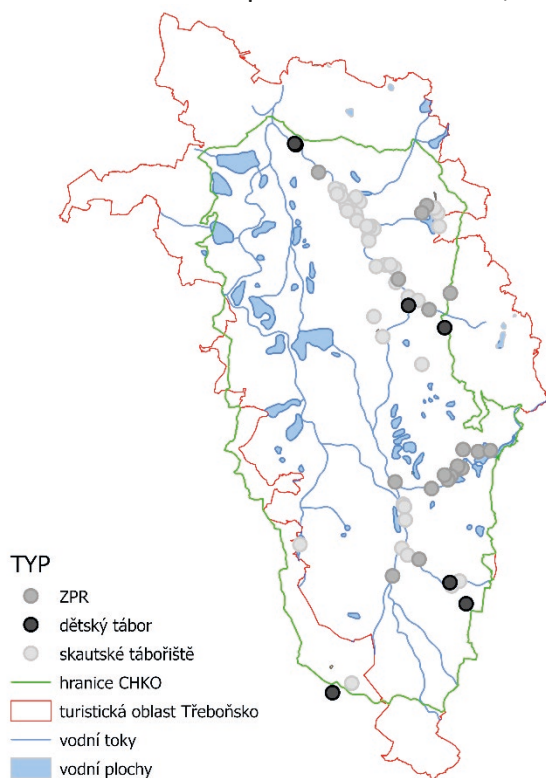 TYP
ZPR
dětský tábor
skautské tábořiště
hranice CHKO
turistická oblast Třeboňsko
vodní toky
vodní plochy